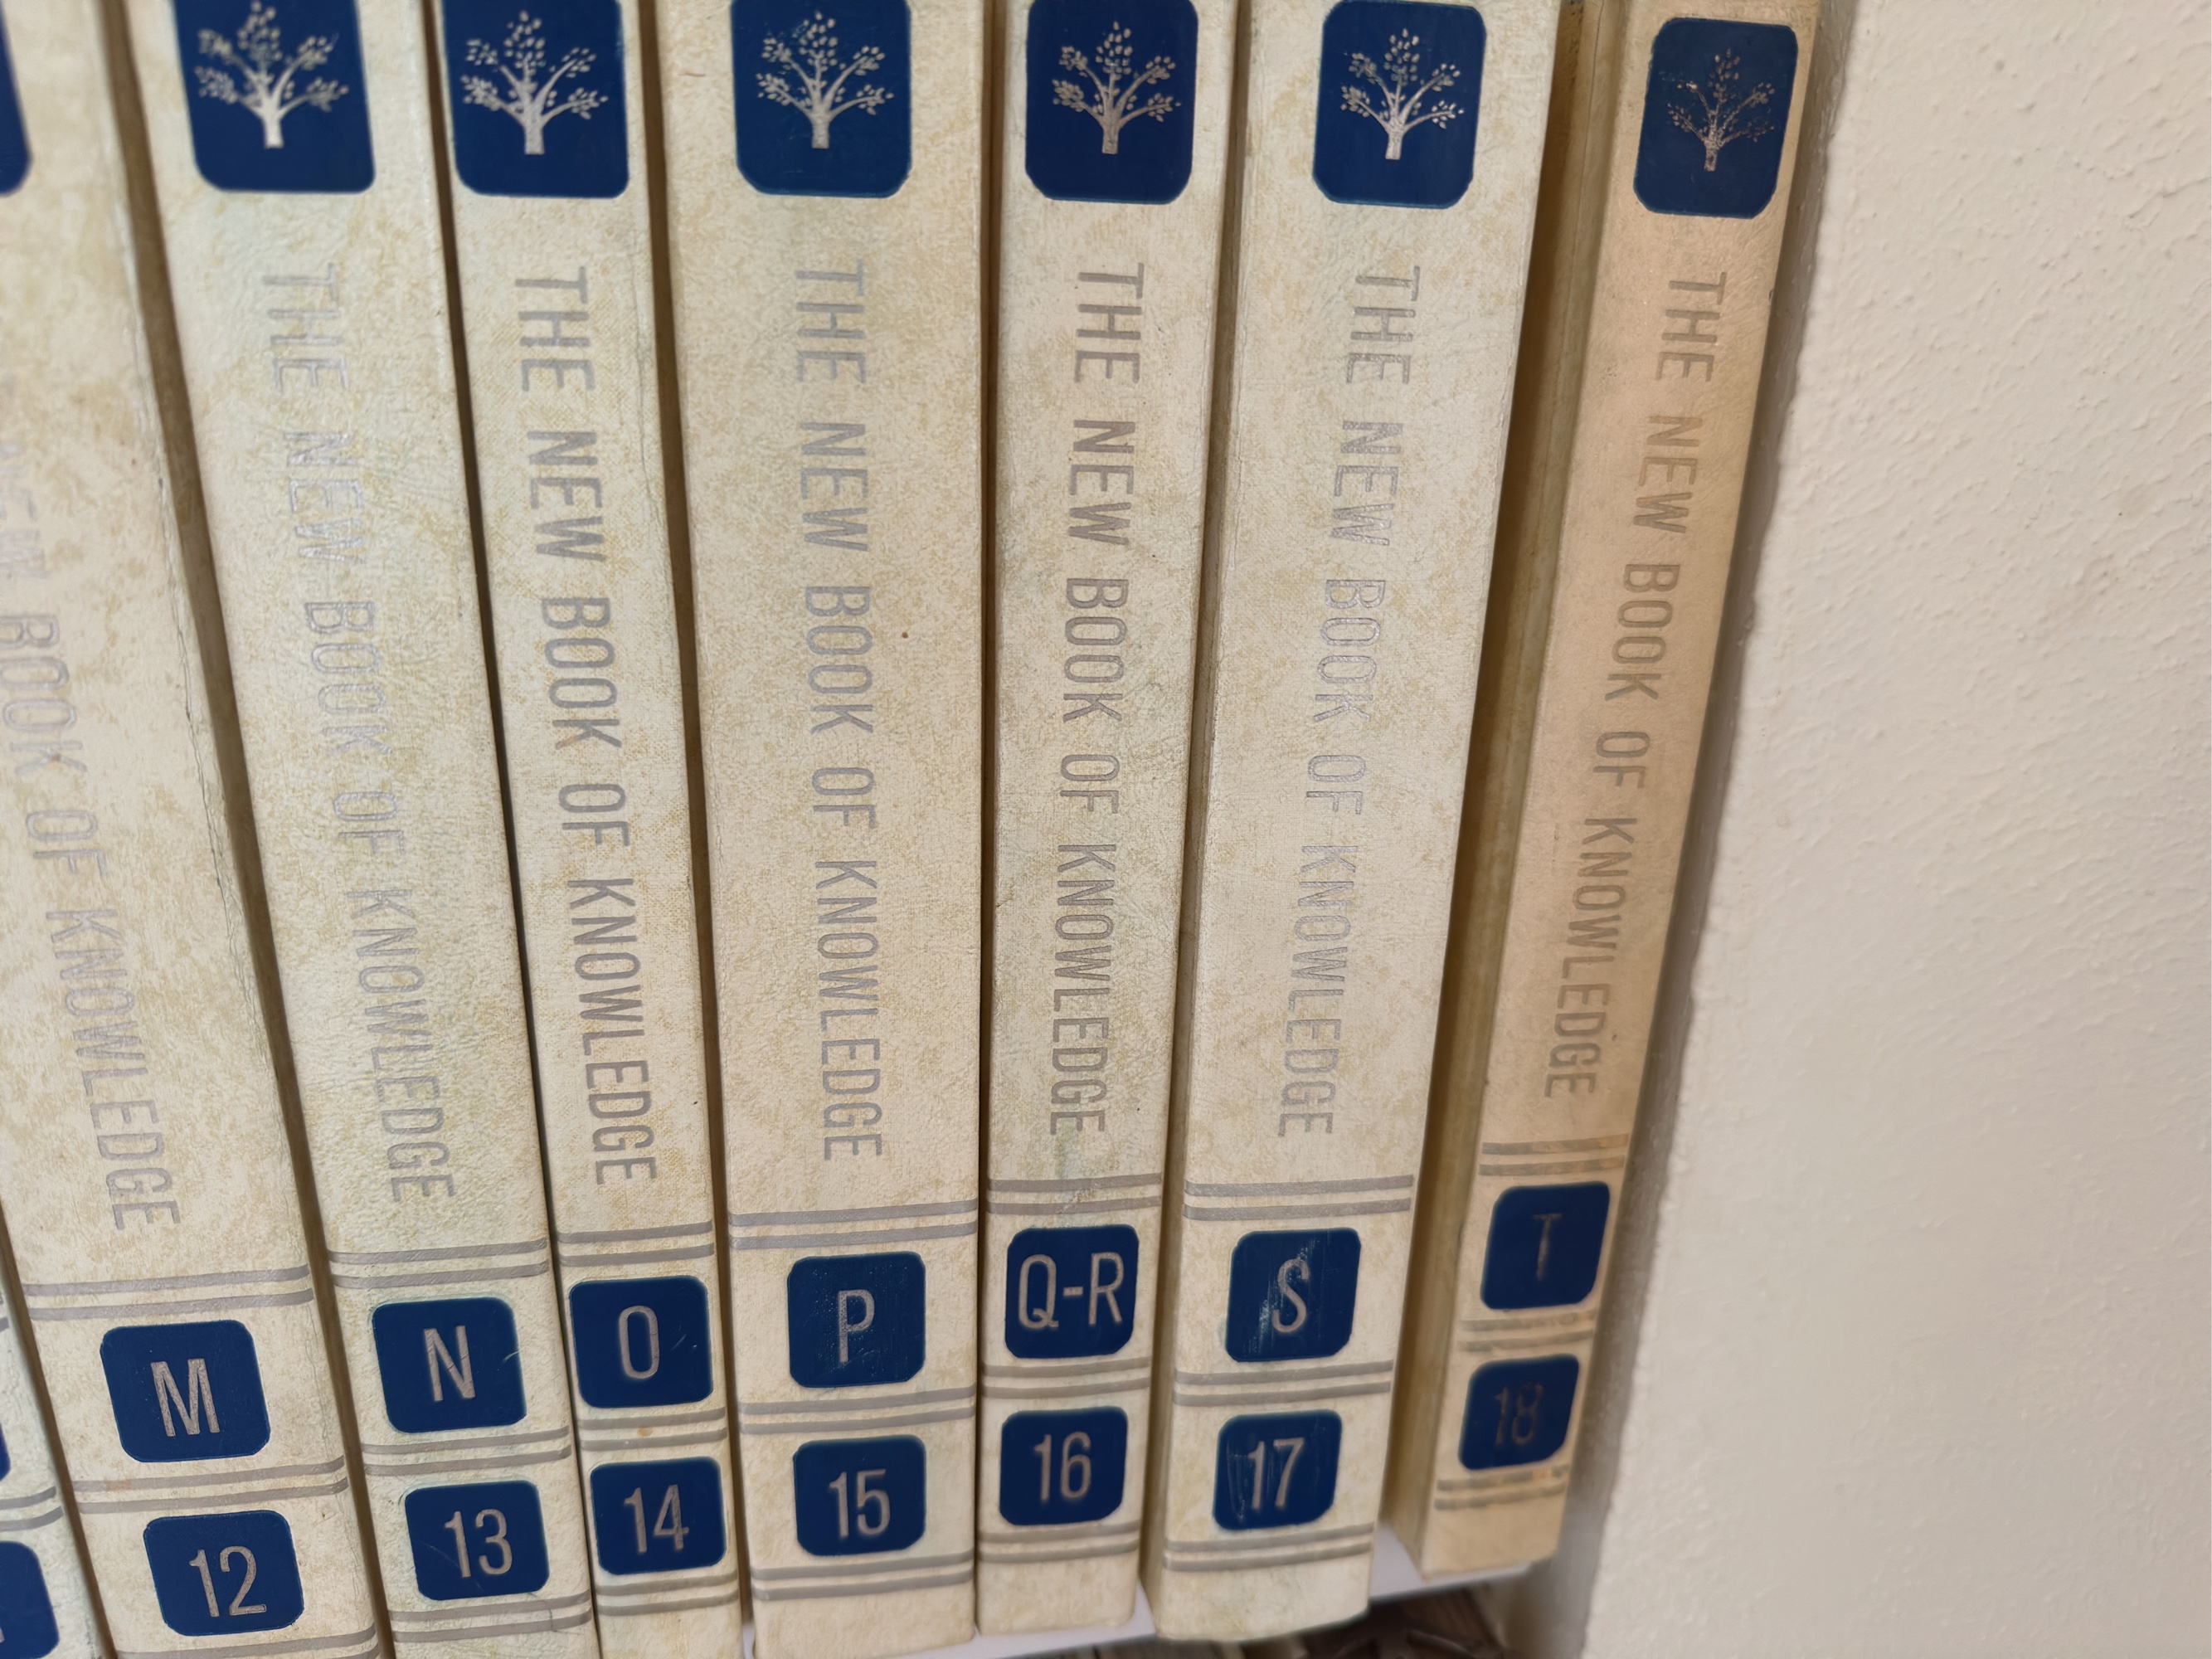 NEW BOOK OF KNOWLEDGE
M
12
THE NEW BOOK OF KNOWLEDGE
N
13
THE NEW BOOK OF KNOWLEDGE
O
14
THE NEW BOOK OF KNOWLEDGE
P
15
THE NEW BOOK OF KNOWLEDGE
Q-R
16
THE NEW BOOK OF KNOWLEDGE
S
17
THE NEW BOOK OF KNOWLEDGE
T
18